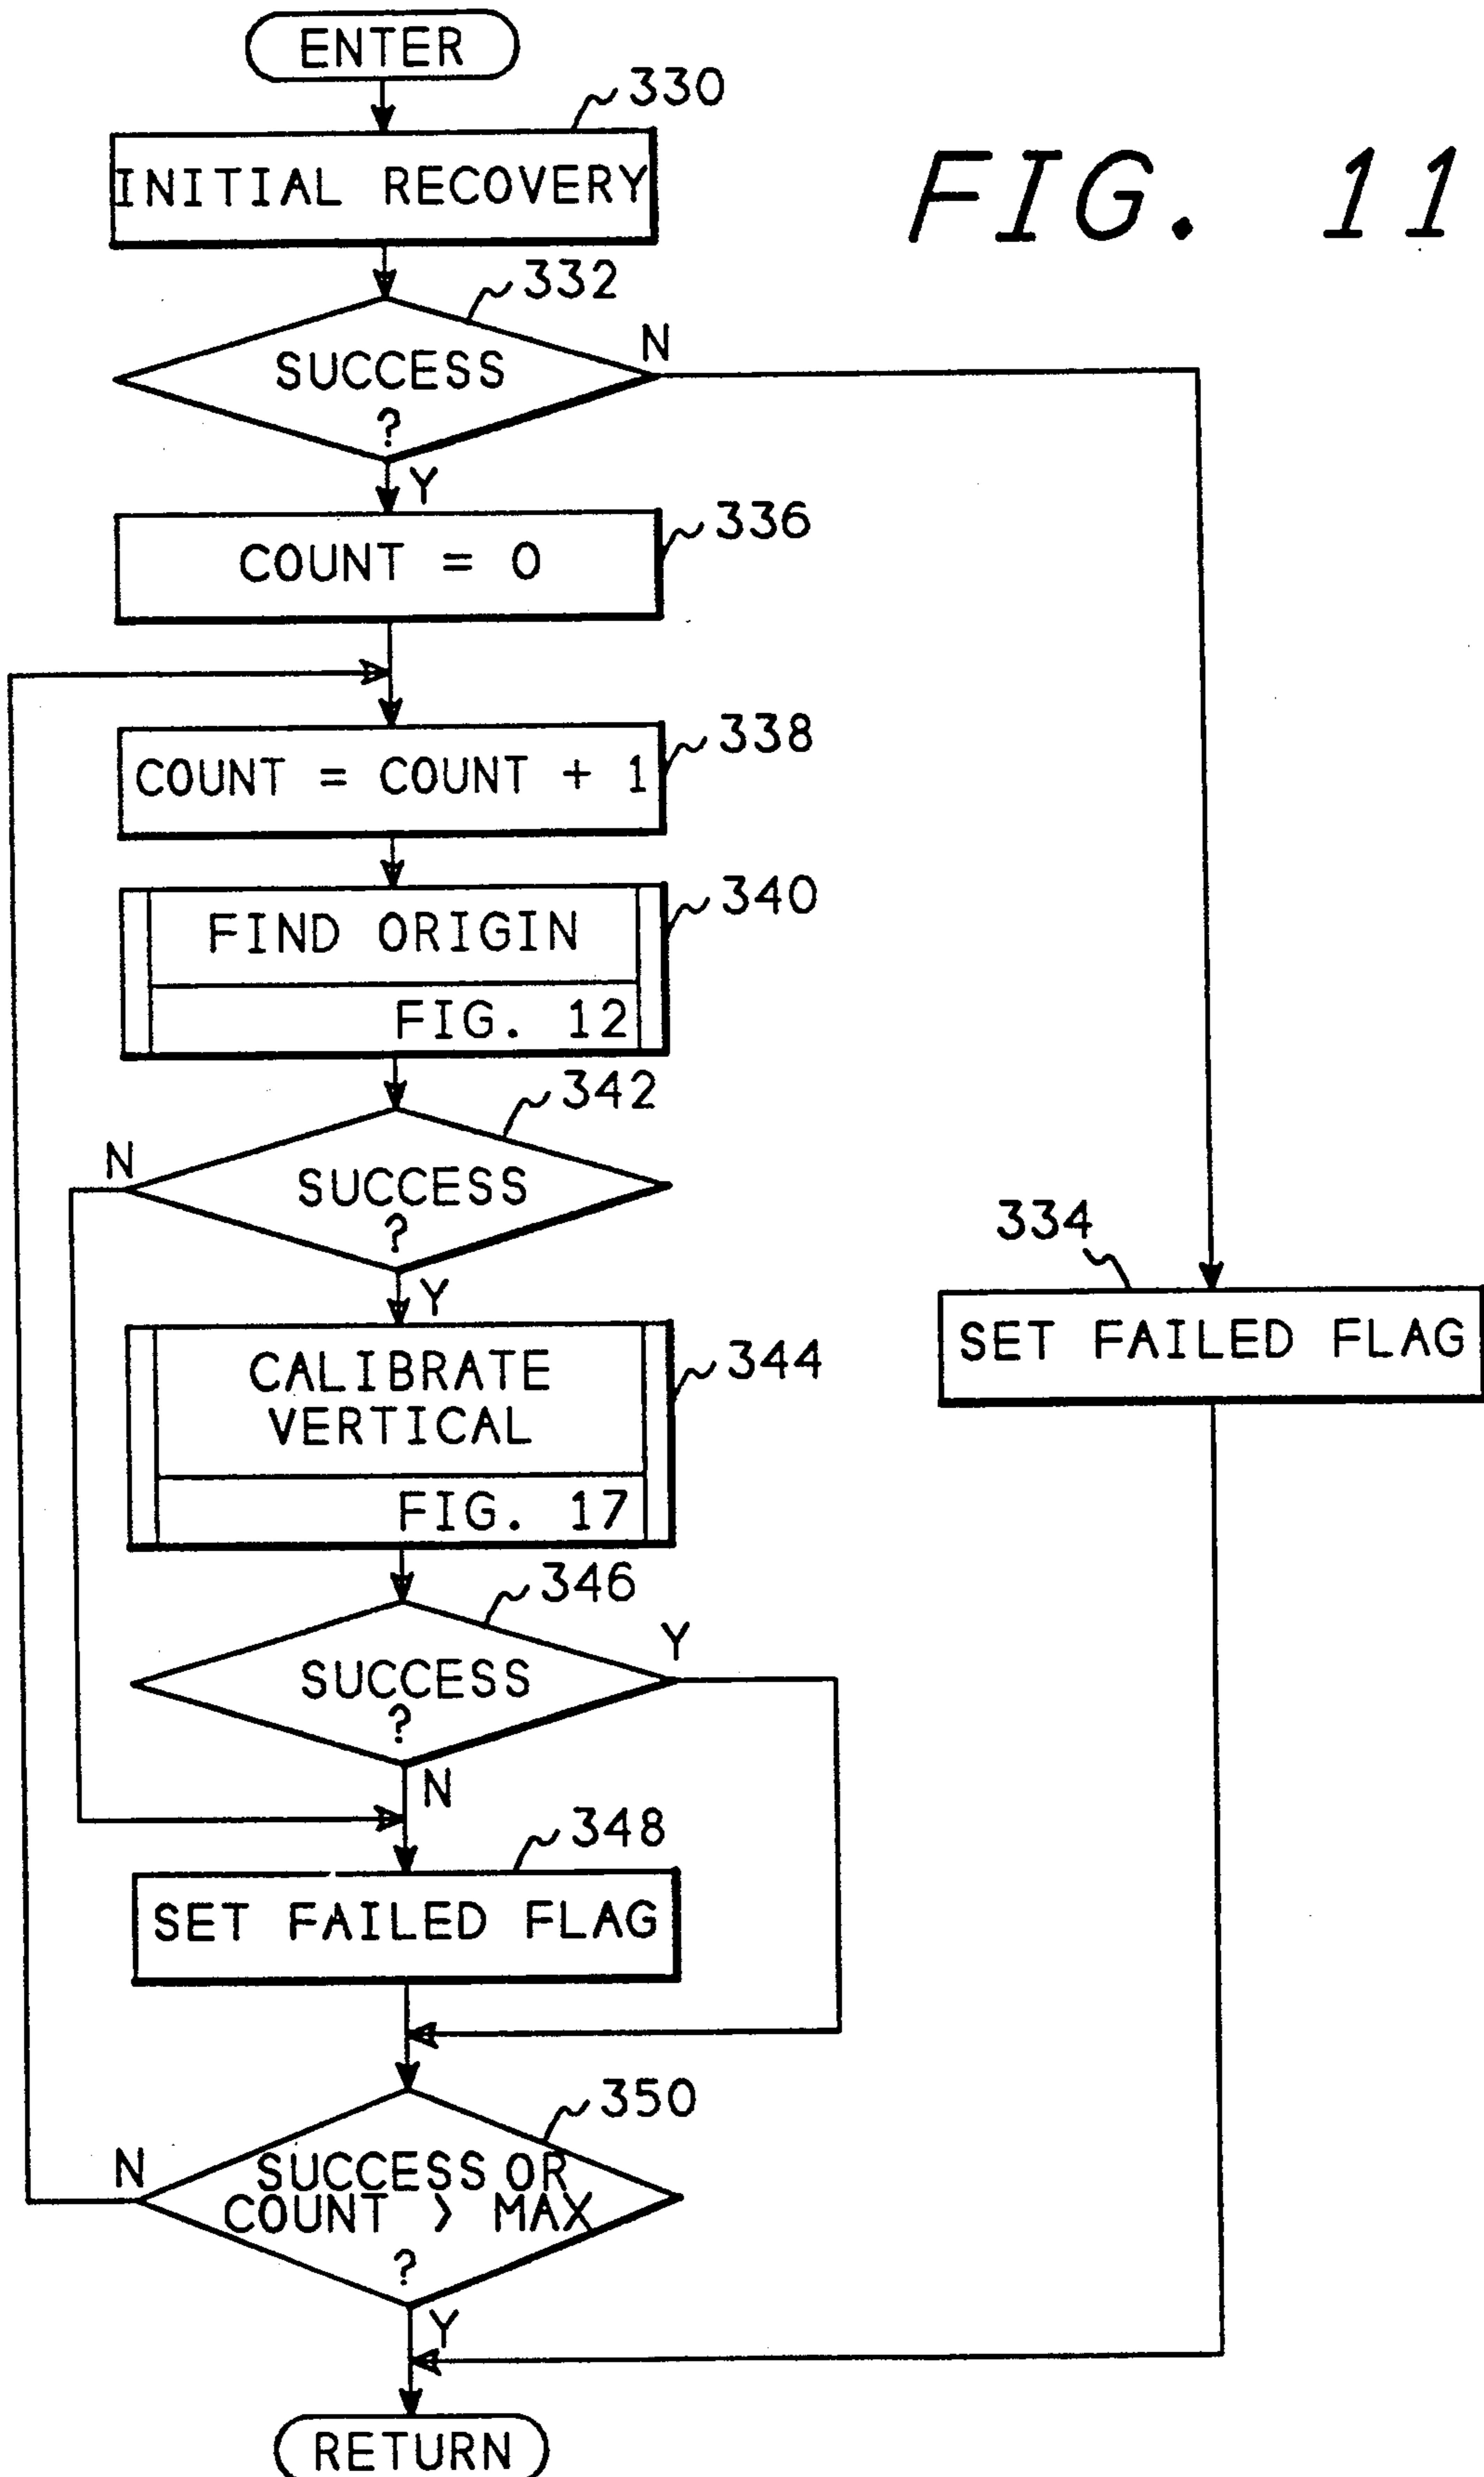 ENTER
330
INITIAL RECOVERY
FIG. 11
332
SUCCESS
?
N
Y
336
COUNT = 0
338
COUNT = COUNT + 1
340
FIND ORIGIN
FIG. 12
342
N
SUCCESS
?
Y
334
SET FAILED FLAG
344
CALIBRATE
VERTICAL
FIG. 17
346
Y
SUCCESS
?
N
348
SET FAILED FLAG
350
N
SUCCESS OR
COUNT > MAX
?
Y
RETURN